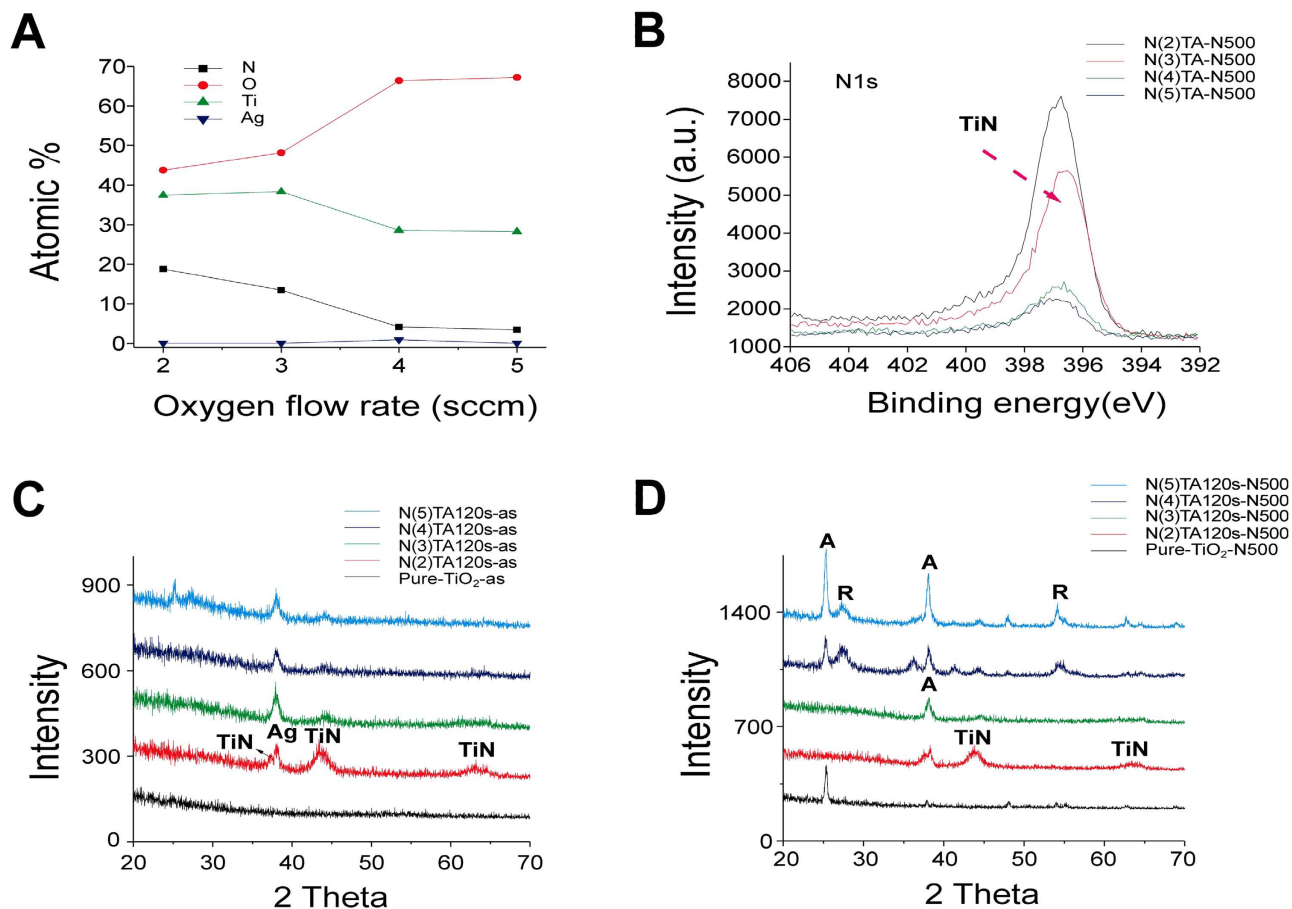 A
N
O
Ti
Ag
70
60
50
40
30
20
10
0
2
3
4
5
Atomic %
Oxygen flow rate (sccm)
B
N(2)TA-N500
N(3)TA-N500
N(4)TA-N500
N(5)TA-N500
N1s
TiN
8000
7000
6000
5000
4000
3000
2000
1000
406 404 402 400 398 396 394 392
Intensity (a.u.)
Binding energy(eV)
C
N(5)TA120s-as
N(4)TA120s-as
N(3)TA120s-as
N(2)TA120s-as
Pure-TiO₂-as
900
600
300
0
TiN Ag TiN TiN
20 30 40 50 60 70
Intensity
2 Theta
D
N(5)TA120s-N500
N(4)TA120s-N500
N(3)TA120s-N500
N(2)TA120s-N500
Pure-TiO₂-N500
A
R
A
R
A
TiN
TiN
1400
700
0
20 30 40 50 60 70
Intensity
2 Theta